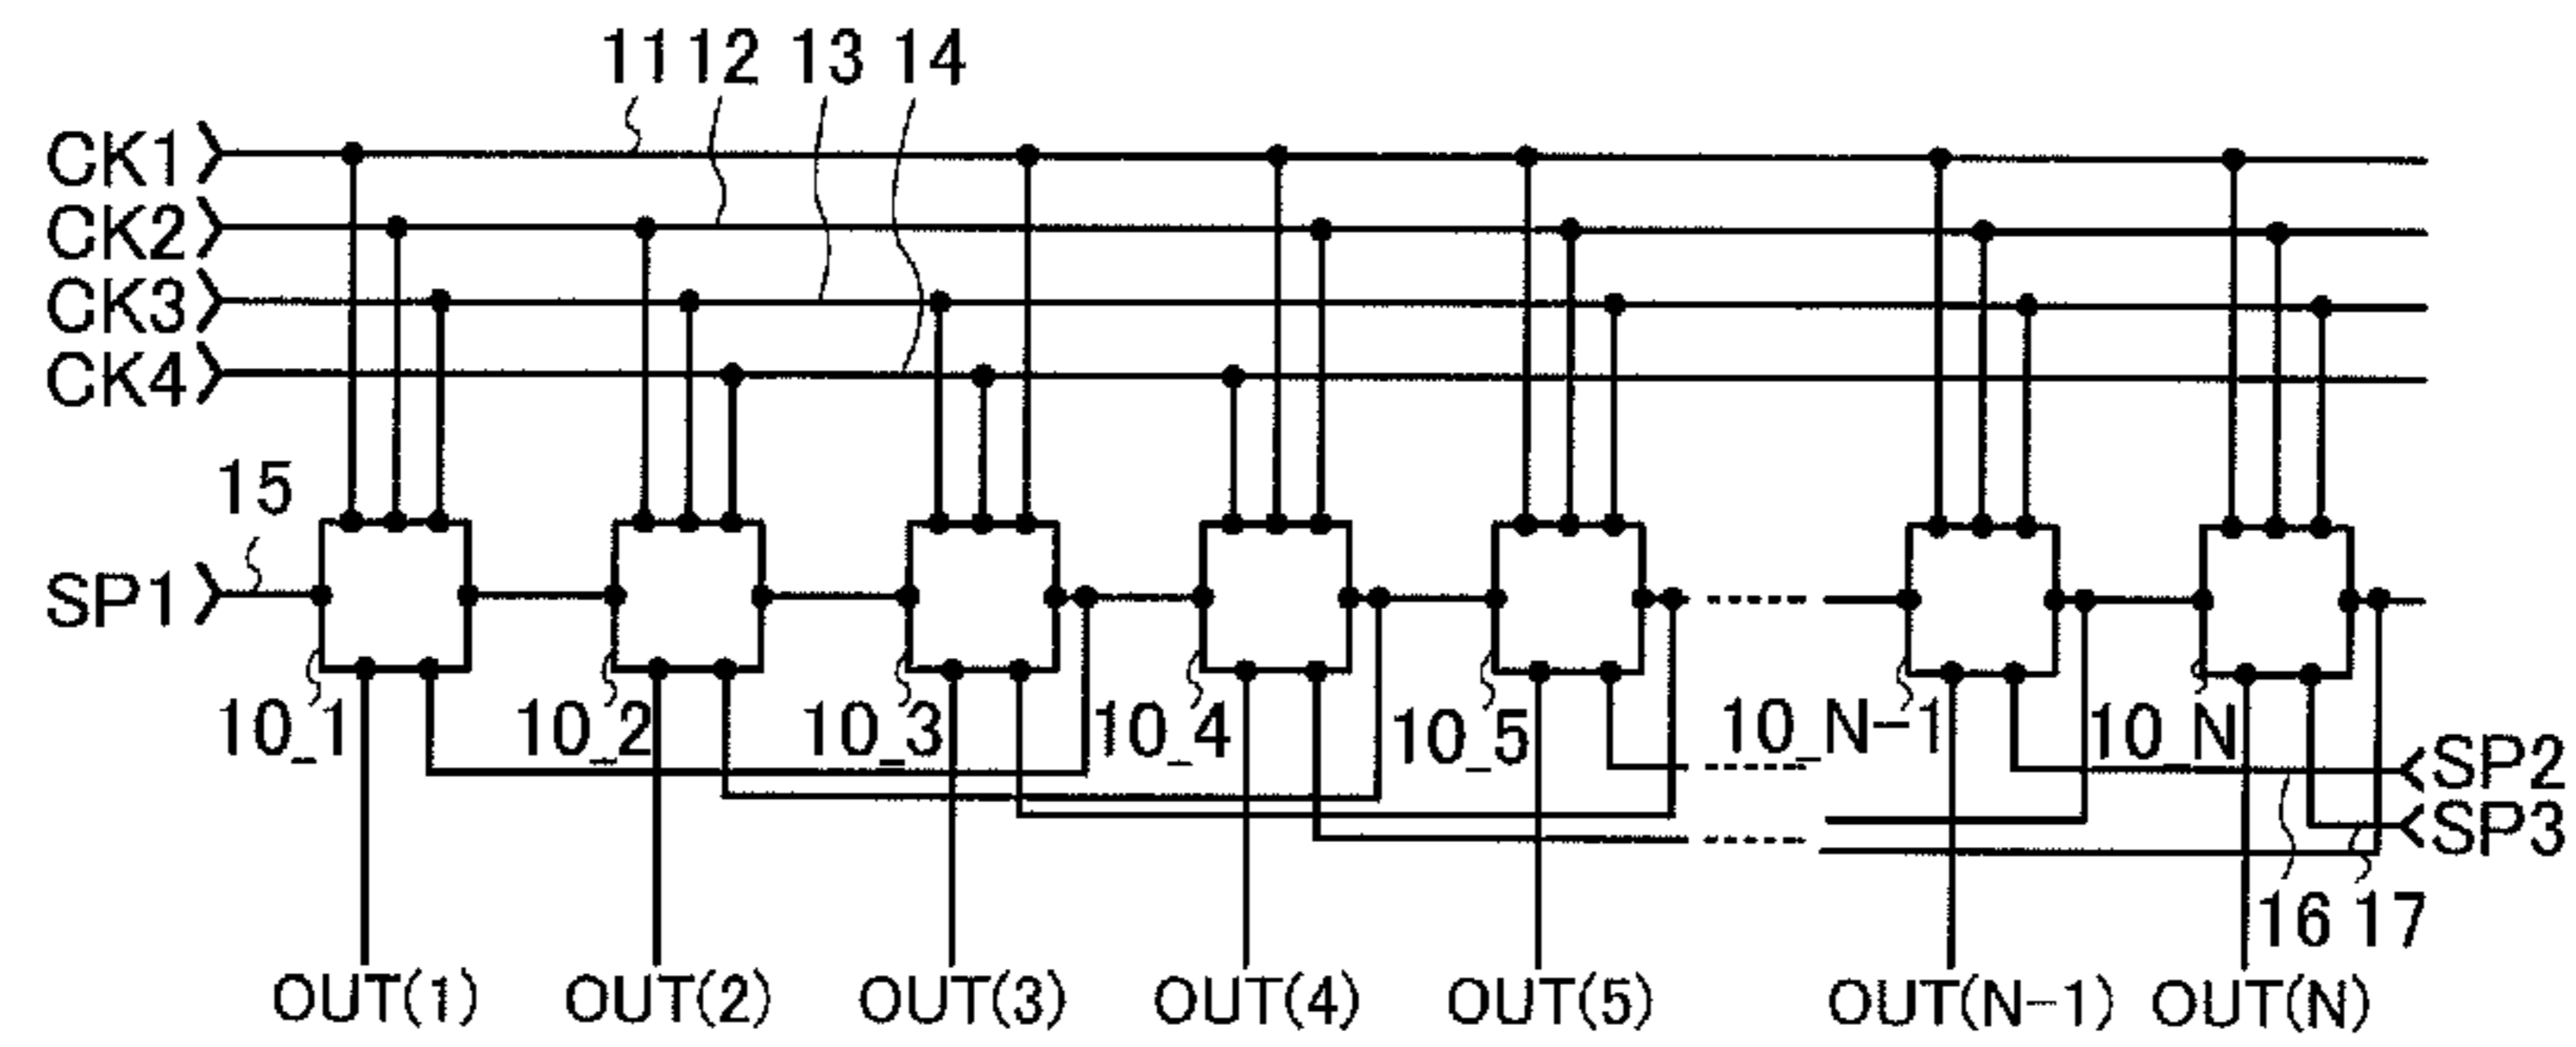 11 12 13 14
CK1
CK2
CK3
CK4
15
SP1
10_1 10_2 10_3 10_4 10_5 10_N-1 10_N
SP2
SP3
16 17
OUT(1) OUT(2) OUT(3) OUT(4) OUT(5) OUT(N-1) OUT(N)